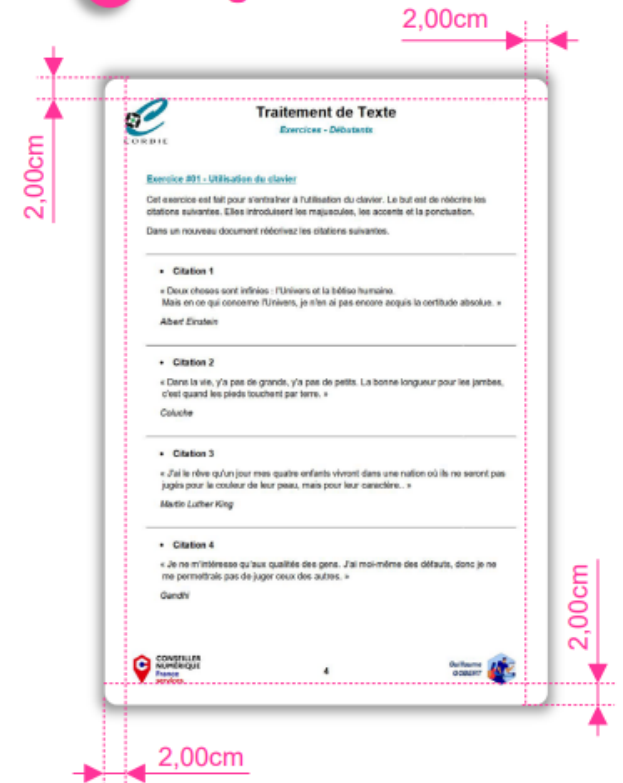 2,00cm
2,00cm
CORDIE
Traitement de Texte
Exercices - Débutants
Exercice #01 - Utilisation du clavier
Cet exercice est fait pour s'entraîner à l'utilisation du clavier. Le but est de réécrire les
citations suivantes. Elles introduisent les majuscules, les accents et la ponctuation.
Dans un nouveau document réécrivez les citations suivantes.
• Citation 1
« Deux choses sont infinies : l'Univers et la bêtise humaine.
Mais en ce qui concerne l'Univers, je n'en ai pas encore acquis la certitude absolue. »
Albert Einstein
• Citation 2
« Dans la vie, y'a pas de grands, y'a pas de petits. La bonne longueur pour les jambes,
c'est quand les pieds touchent par terre. »
Coluche
• Citation 3
« J'ai le rêve qu'un jour mes quatre enfants vivront dans une nation où ils ne seront pas
jugés pour la couleur de leur peau, mais pour leur caractère.. »
Martin Luther King
• Citation 4
« Je ne m'intéresse qu'aux qualités des gens. J'ai moi-même des défauts, donc je ne
me permettrais pas de juger ceux des autres. »
Gandhi
CONSEILLER
NUMÉRIQUE
France
services
4
Guillaume
GOBERT
2,00cm
2,00cm